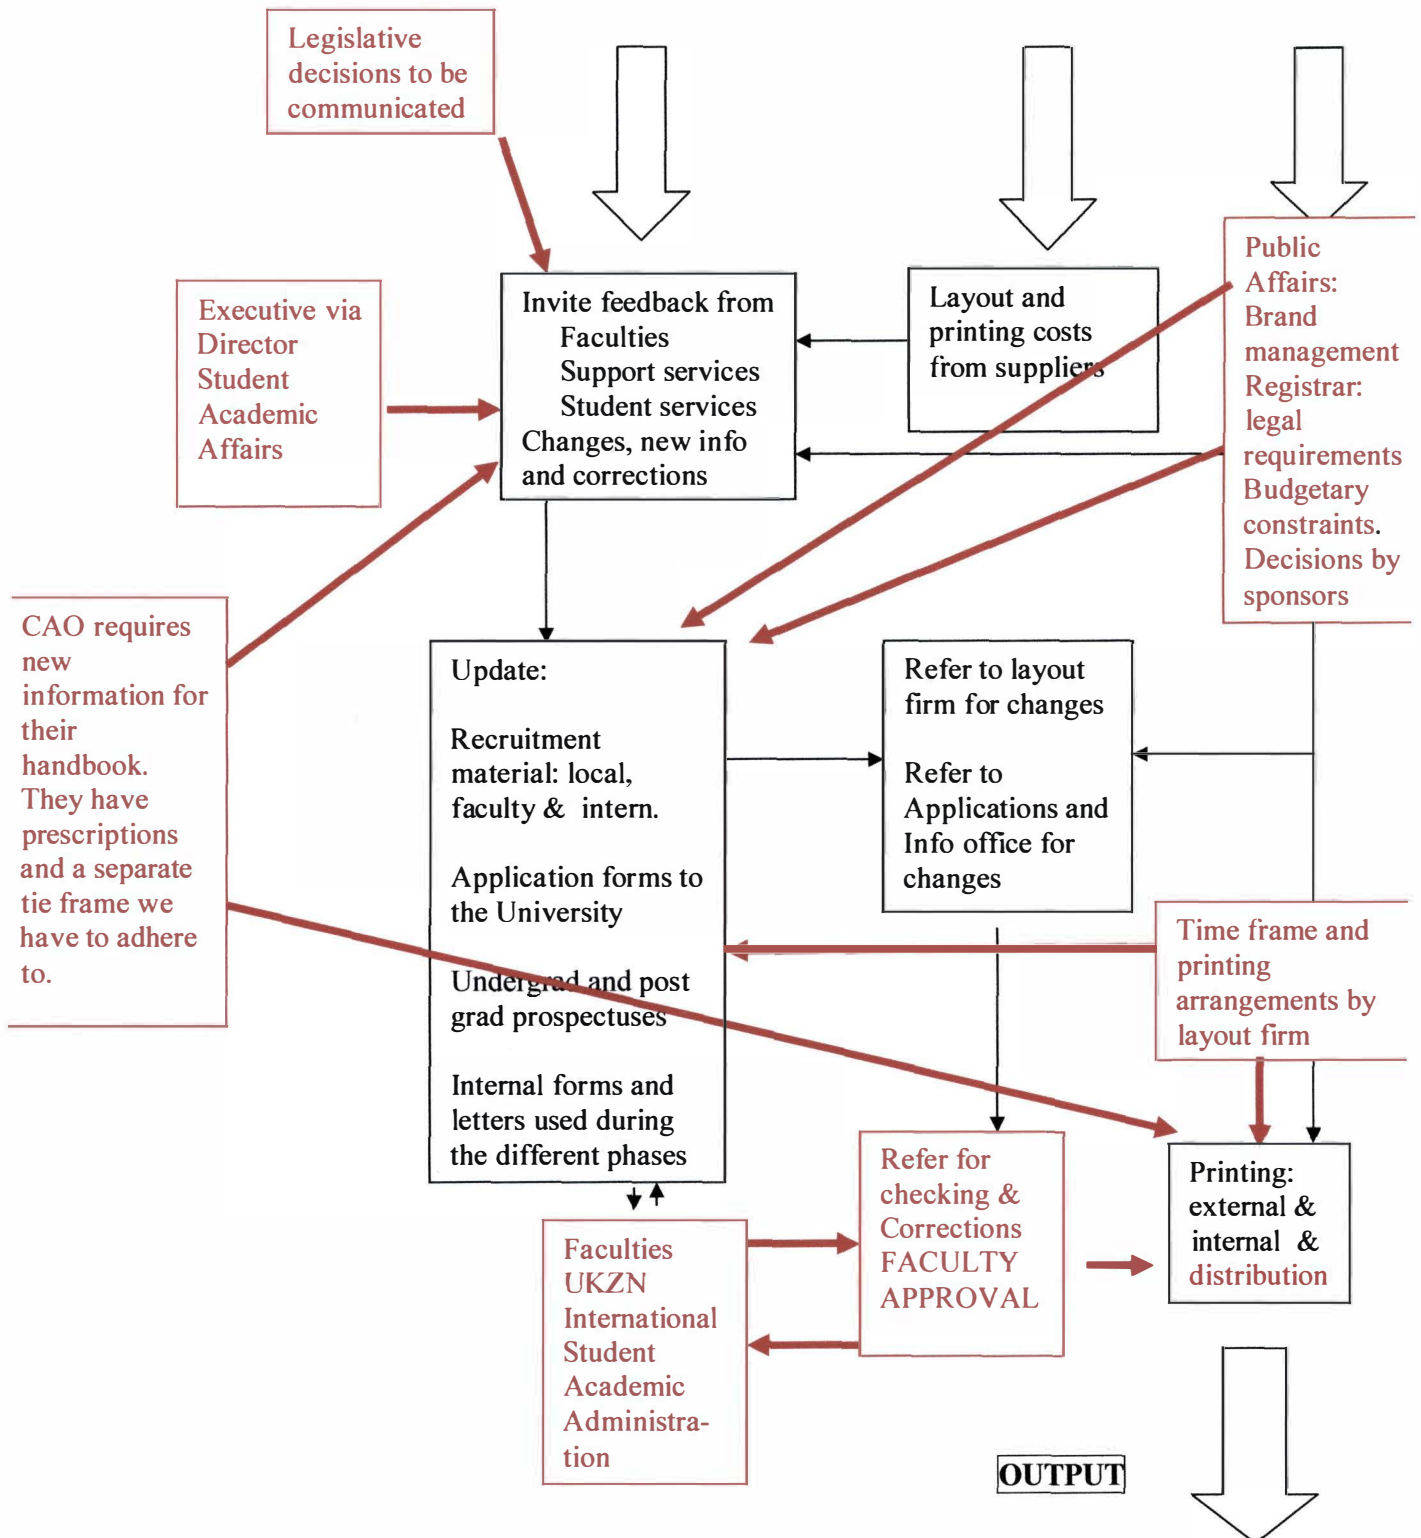 Legislative
decisions to be
communicated
Executive via
Director
Student
Academic
Affairs
Invite feedback from
Faculties
Support services
Student services
Changes, new info
and corrections
Layout and
printing costs
from suppliers
Public
Affairs:
Brand
management
Registrar:
legal
requirements
Budgetary
constraints.
Decisions by
sponsors
CAO requires
new
information for
their
handbook.
They have
prescriptions
and a separate
tie frame we
have to adhere
to.
Update:
Recruitment
material: local,
faculty & intern.
Application forms to
the University
Undergrad and post
grad prospectuses
Internal forms and
letters used during
the different phases
Refer to layout
firm for changes
Refer to
Applications and
Info office for
changes
Time frame and
printing
arrangements by
layout firm
Faculties
UKZN
International
Student
Academic
Administra-
tion
Refer for
checking &
Corrections
FACULTY
APPROVAL
Printing:
external &
internal &
distribution
OUTPUT